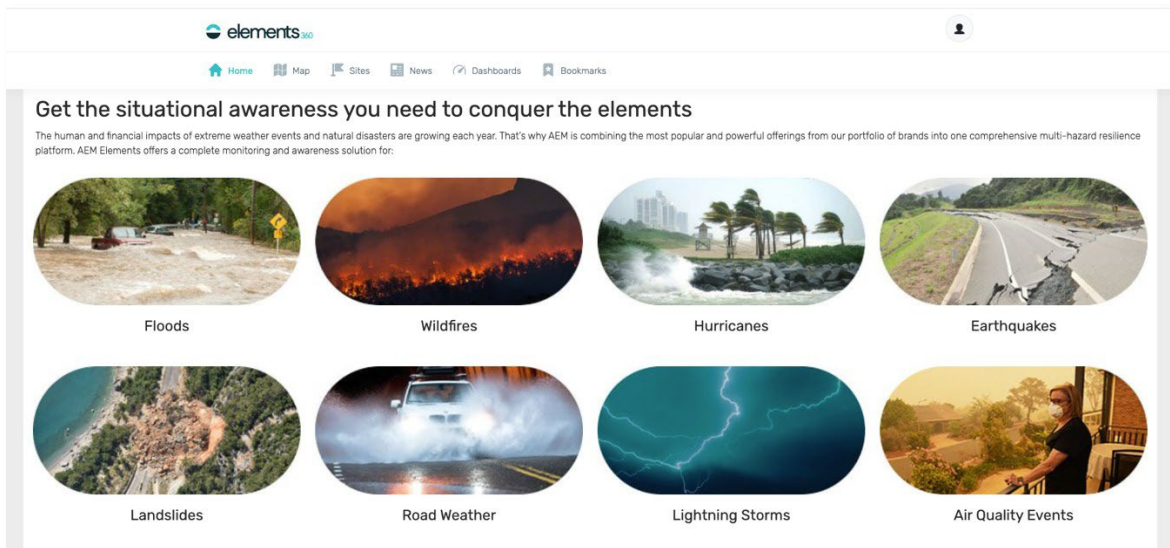 elements360
Home Map Sites News Dashboards Bookmarks
Get the situational awareness you need to conquer the elements
The human and financial impacts of extreme weather events and natural disasters are growing each year. That's why AEM is combining the most popular and powerful offerings from our portfolio of brands into one comprehensive multi-hazard resilience
platform. AEM Elements offers a complete monitoring and awareness solution for:
Floods Wildfires Hurricanes Earthquakes
Landslides Road Weather Lightning Storms Air Quality Events